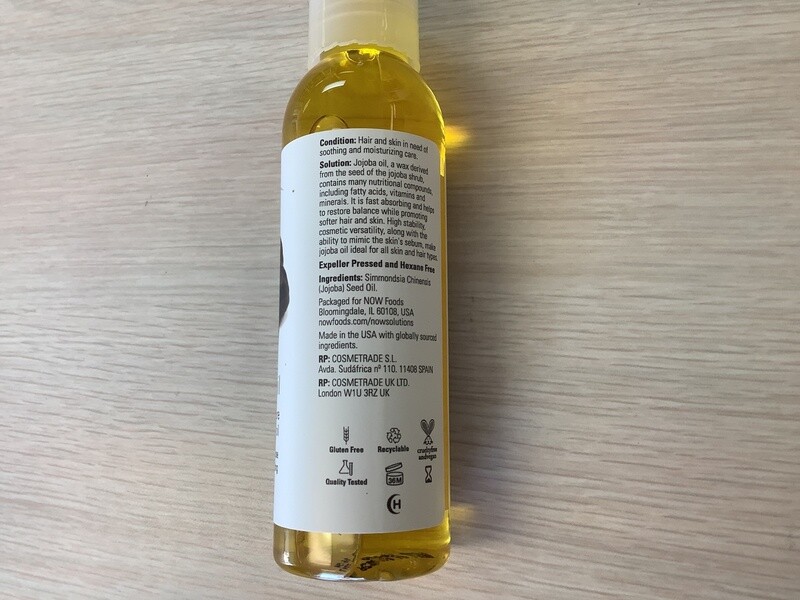 Condition: Hair and skin in need of
soothing and moisturizing care.
Solution: Jojoba oil, a wax derived
from the seed of the jojoba shrub,
contains many nutritional compounds,
including fatty acids, vitamins and
minerals. It is fast absorbing and helps
to restore balance while promoting
softer hair and skin. High stability,
cosmetic versatility, along with the
ability to mimic the skin's sebum, make
jojoba oil ideal for all skin and hair types.
Expeller Pressed and Hexane Free
Ingredients: Simmondsia Chinensis
(Jojoba) Seed Oil.
Packaged for NOW Foods
Bloomingdale, IL 60108, USA
nowfoods.com/nowsolutions
Made in the USA with globally sourced
ingredients.
RP: COSMETRADE S.L.
Avda. Sudáfrica nº 110. 11408 SPAIN
RP: COSMETRADE UK LTD.
London W1U 3RZ UK
Gluten Free Recyclable crueltyfree
andvegan
Quality Tested 36M
CH